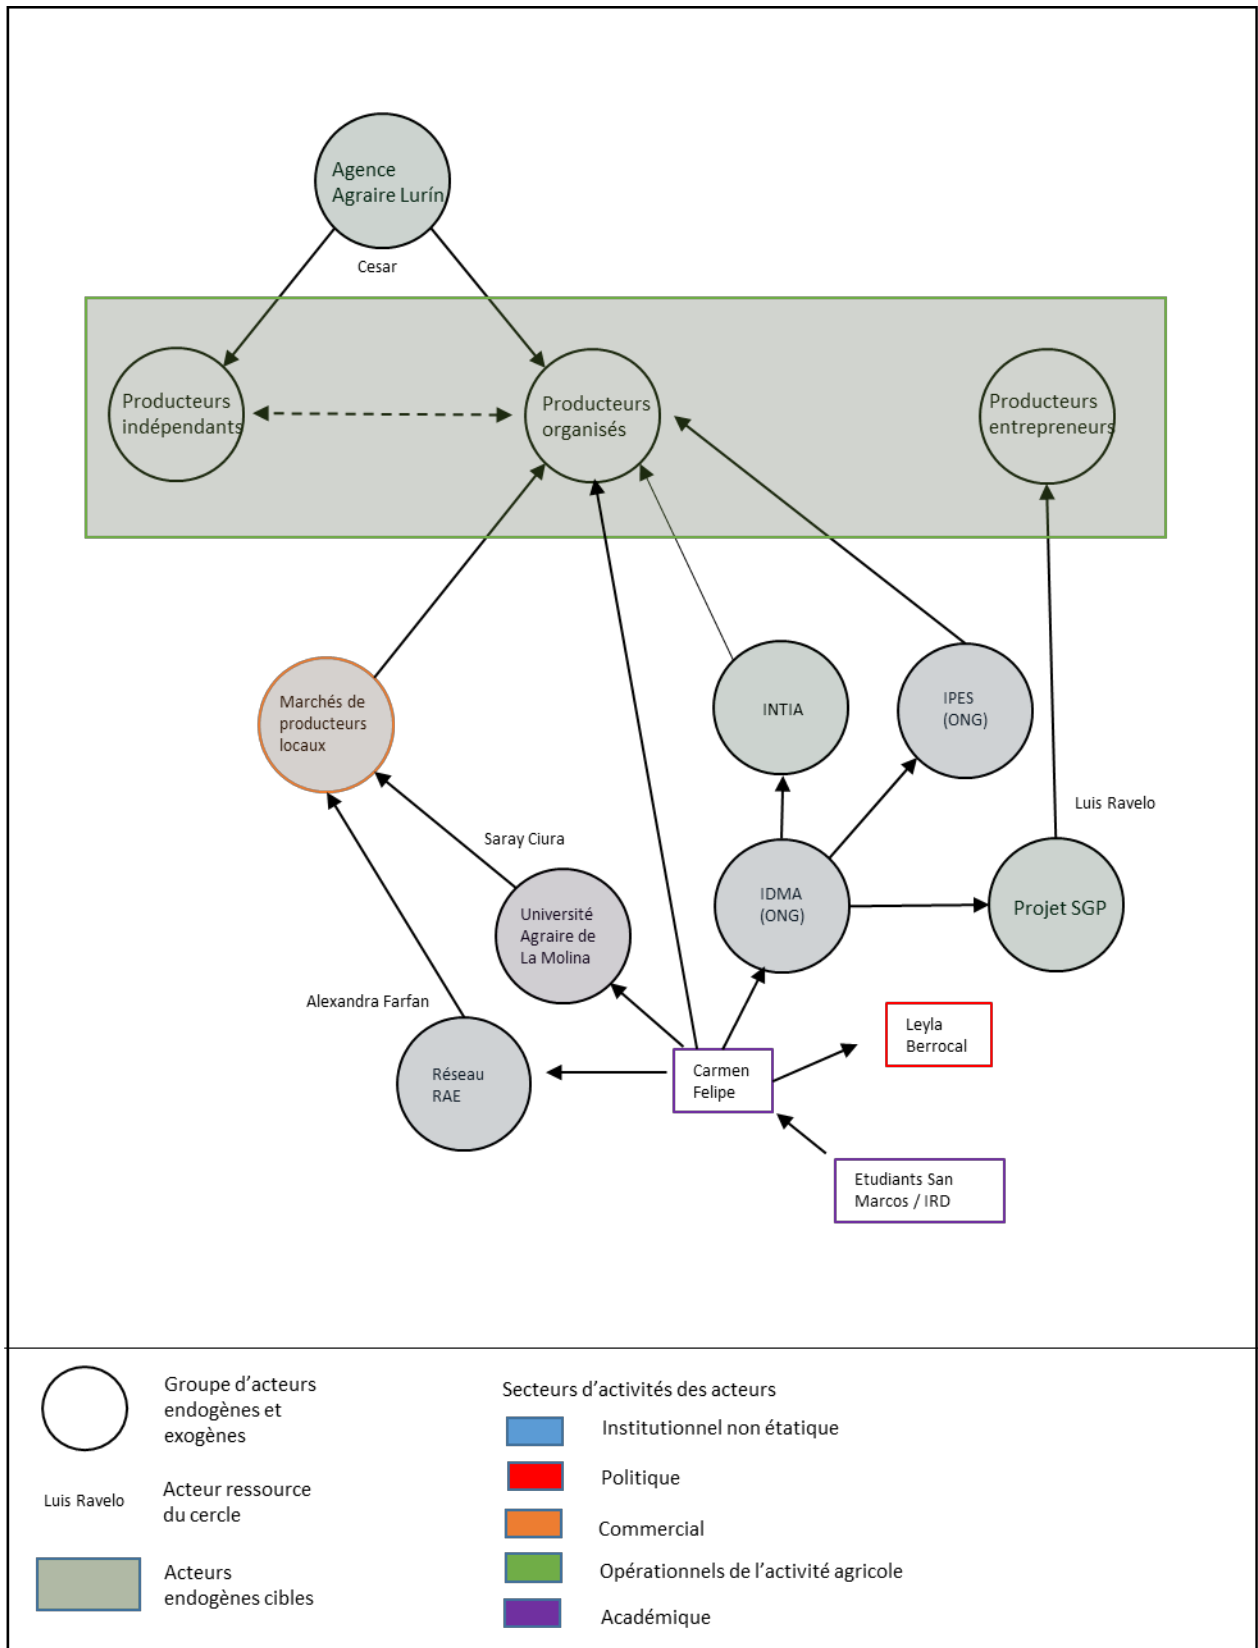 Agence
Agraire Lurín
Cesar
Producteurs
indépendants
Producteurs
organisés
Producteurs
entrepreneurs
Marchés de
producteurs
locaux
INTIA
IPES
(ONG)
Luis Ravelo
Saray Ciura
Université
Agraire de
La Molina
IDMA
(ONG)
Projet SGP
Alexandra Farfan
Réseau
RAE
Carmen
Felipe
Leyla
Berrocal
Etudiants San
Marcos / IRD
Groupe d’acteurs
endogènes et
exogènes
Luis Ravelo
Acteur ressource
du cercle
Acteurs
endogènes cibles
Secteurs d’activités des acteurs
Institutionnel non étatique
Politique
Commercial
Opérationnels de l’activité agricole
Académique